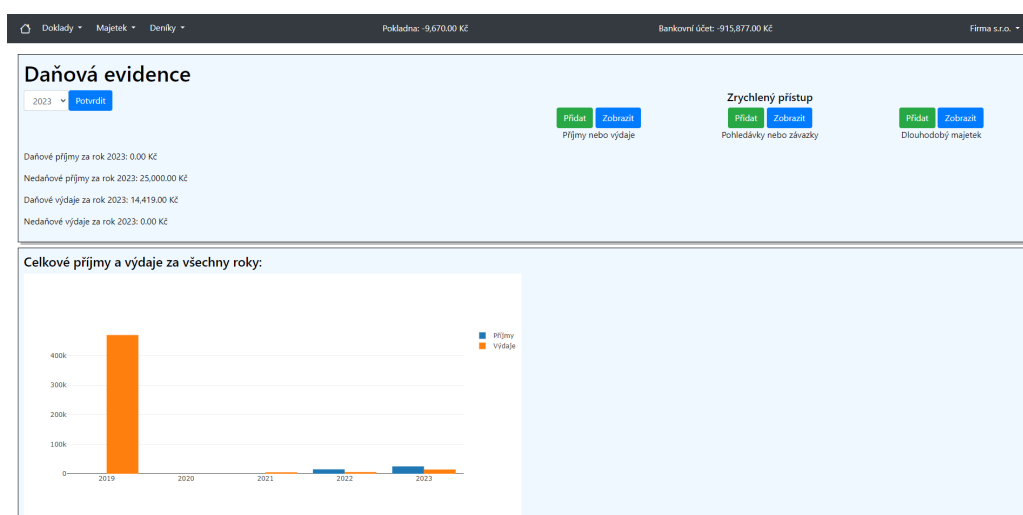 Doklady Majetek Deníky Pokladna: -9,670.00 Kč Bankovní účet: -915,877.00 Kč Firma s.r.o.
Daňová evidence
2023 Potvrdit
Zrychlený přístup
Přidat Zobrazit Přidat Zobrazit Přidat Zobrazit
Příjmy nebo výdaje Pohledávky nebo závazky Dlouhodobý majetek
Daňové příjmy za rok 2023: 0.00 Kč
Nedaňové příjmy za rok 2023: 25,000.00 Kč
Daňové výdaje za rok 2023: 14,419.00 Kč
Nedaňové výdaje za rok 2023: 0.00 Kč
Celkové příjmy a výdaje za všechny roky:
Příjmy
Výdaje
400k
300k
200k
100k
0
2019 2020 2021 2022 2023